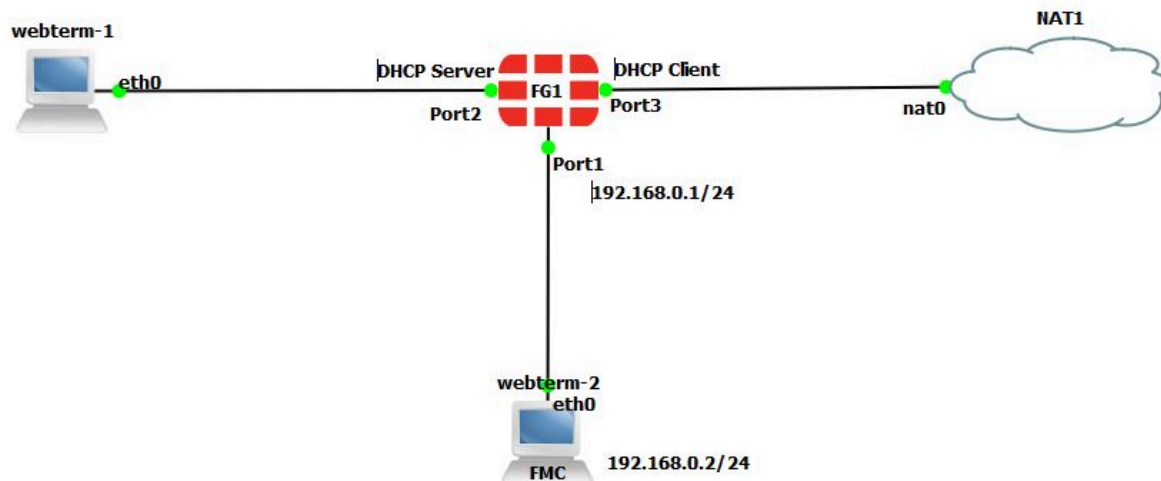 webterm-1
NAT1
DHCP Server
DHCP Client
eth0
FG1
Port2
Port3
nat0
Port1
192.168.0.1/24
webterm-2
eth0
192.168.0.2/24
FMC